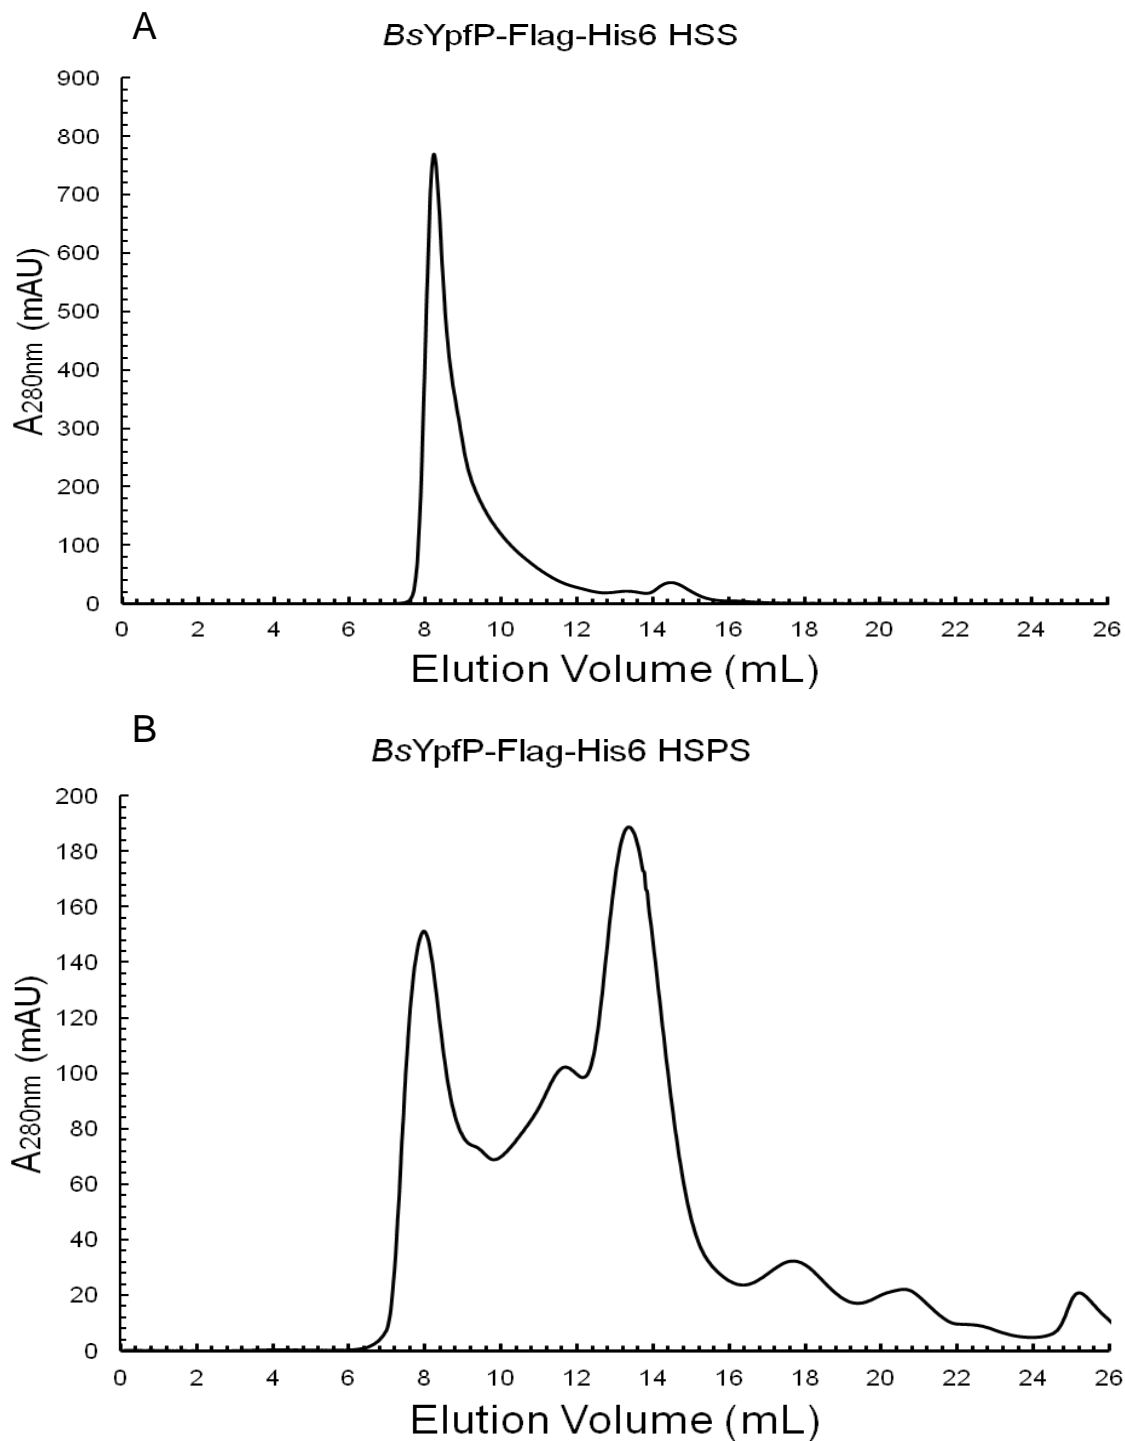 A
BsYpfP-Flag-His6 HSS
900
800
700
600
500
400
300
200
100
0
A280nm (mAU)
0 2 4 6 8 10 12 14 16 18 20 22 24 26
Elution Volume (mL)
B
BsYpfP-Flag-His6 HSPS
200
180
160
140
120
100
80
60
40
20
0
A280nm (mAU)
0 2 4 6 8 10 12 14 16 18 20 22 24 26
Elution Volume (mL)